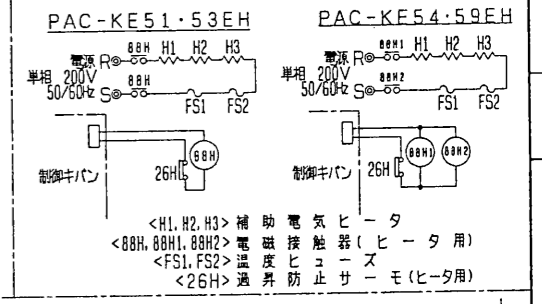 PAC-KE51・53EH
88H H1 H2 H3
電源 R
単相 200V
50/60Hz S
88H
FS1 FS2
制御キバン
88H
26H
PAC-KE54・59EH
88H1 H1 H2 H3
電源 R
単相 200V
50/60Hz S
88H2
FS1 FS2
制御キバン
26H
88H1 88H2
<H1,H2,H3> 補助電気ヒータ
<88H,88H1,88H2> 電磁接触器(ヒータ用)
<FS1,FS2> 温度ヒューズ
<26H> 過昇防止サーモ(ヒータ用)